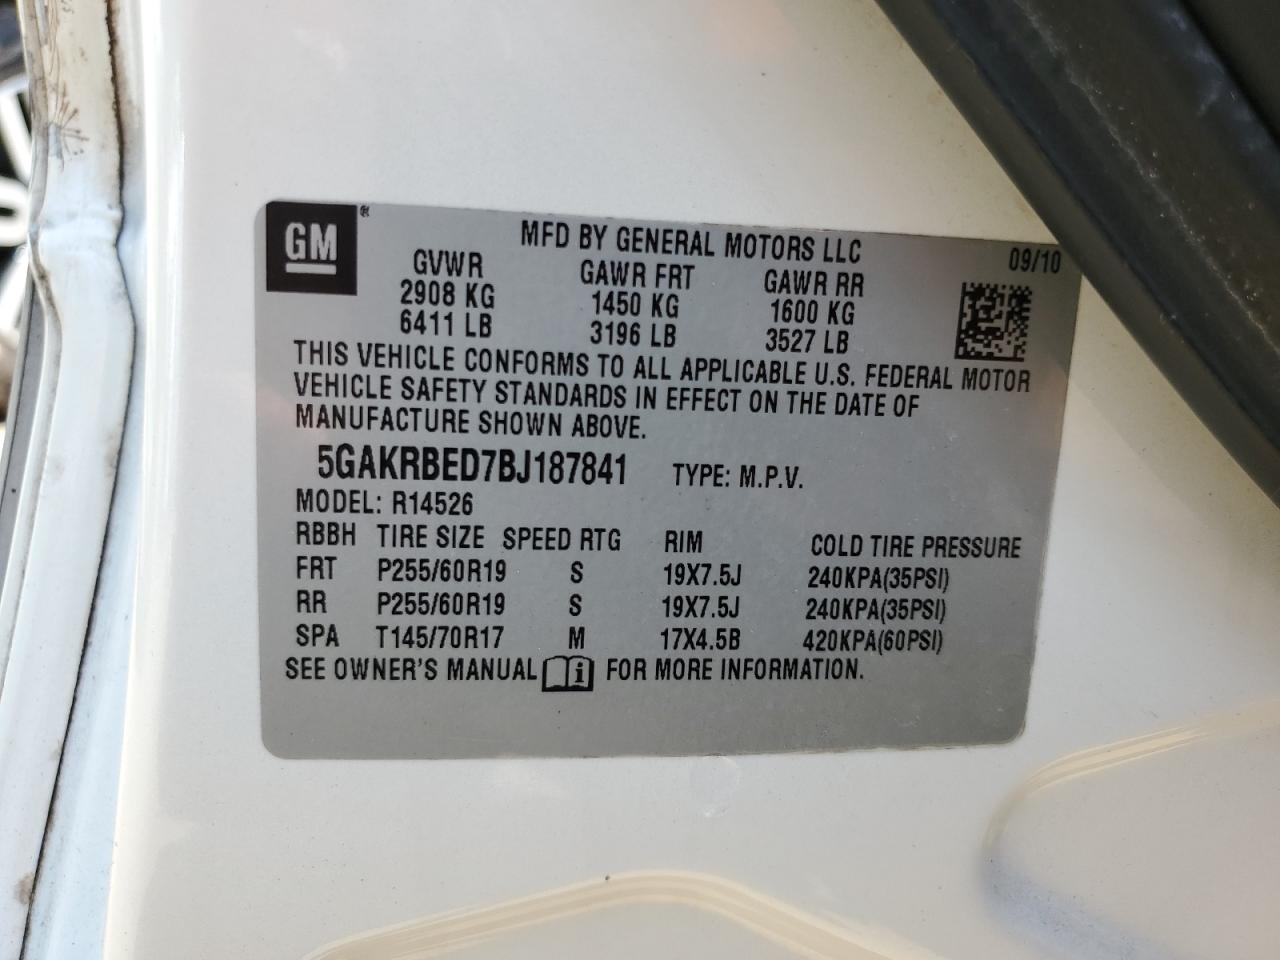 GM ®
MFD BY GENERAL MOTORS LLC 09/10
GVWR GAWR FRT GAWR RR
2908 KG 1450 KG 1600 KG
6411 LB 3196 LB 3527 LB
THIS VEHICLE CONFORMS TO ALL APPLICABLE U.S. FEDERAL MOTOR
VEHICLE SAFETY STANDARDS IN EFFECT ON THE DATE OF
MANUFACTURE SHOWN ABOVE.
5GAKRBED7BJ187841 TYPE: M.P.V.
MODEL: R14526
RBBH TIRE SIZE SPEED RTG RIM COLD TIRE PRESSURE
FRT P255/60R19 S 19X7.5J 240KPA(35PSI)
RR P255/60R19 S 19X7.5J 240KPA(35PSI)
SPA T145/70R17 M 17X4.5B 420KPA(60PSI)
SEE OWNER'S MANUAL i FOR MORE INFORMATION.